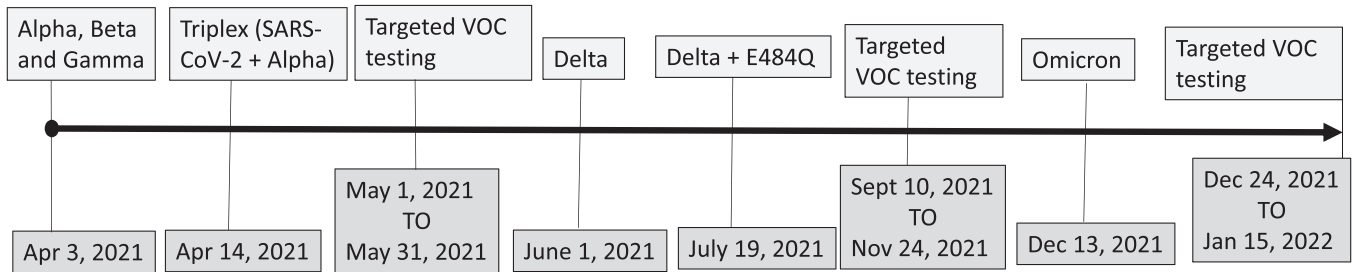 Alpha, Beta
and Gamma
Triplex (SARS-
CoV-2 + Alpha)
Targeted VOC
testing
Delta
Delta + E484Q
Targeted
VOC testing
Omicron
Targeted VOC
testing
Apr 3, 2021
Apr 14, 2021
May 1, 2021
TO
May 31, 2021
June 1, 2021
July 19, 2021
Sept 10, 2021
TO
Nov 24, 2021
Dec 13, 2021
Dec 24, 2021
TO
Jan 15, 2022